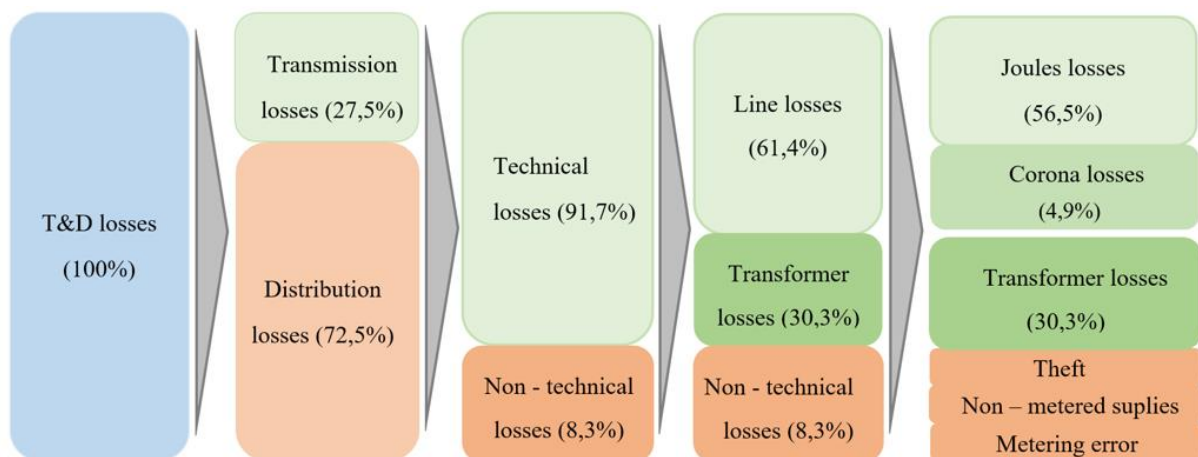 T&D losses
(100%)
Transmission
losses (27,5%)
Distribution
losses (72,5%)
Technical
losses (91,7%)
Non - technical
losses (8,3%)
Line losses
(61,4%)
Transformer
losses (30,3%)
Non - technical
losses (8,3%)
Joules losses
(56,5%)
Corona losses
(4,9%)
Transformer losses
(30,3%)
Theft
Non – metered suplies
Metering error